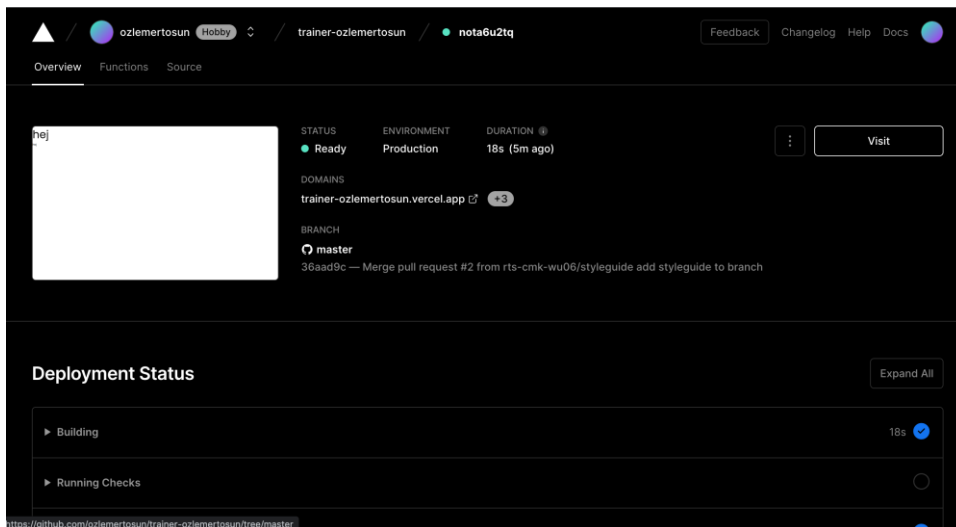 ozlemertosun Hobby trainer-ozlemertosun nota6u2tq Feedback Changelog Help Docs
Overview Functions Source
hej
STATUS ENVIRONMENT DURATION
Ready Production 18s (5m ago)
Visit
DOMAINS
trainer-ozlemertosun.vercel.app +3
BRANCH
master
36aad9c — Merge pull request #2 from rts-cmk-wu06/styleguide add styleguide to branch
Deployment Status
Expand All
Building 18s
Running Checks
https://github.com/ozlemertosun/trainer-ozlemertosun/tree/master